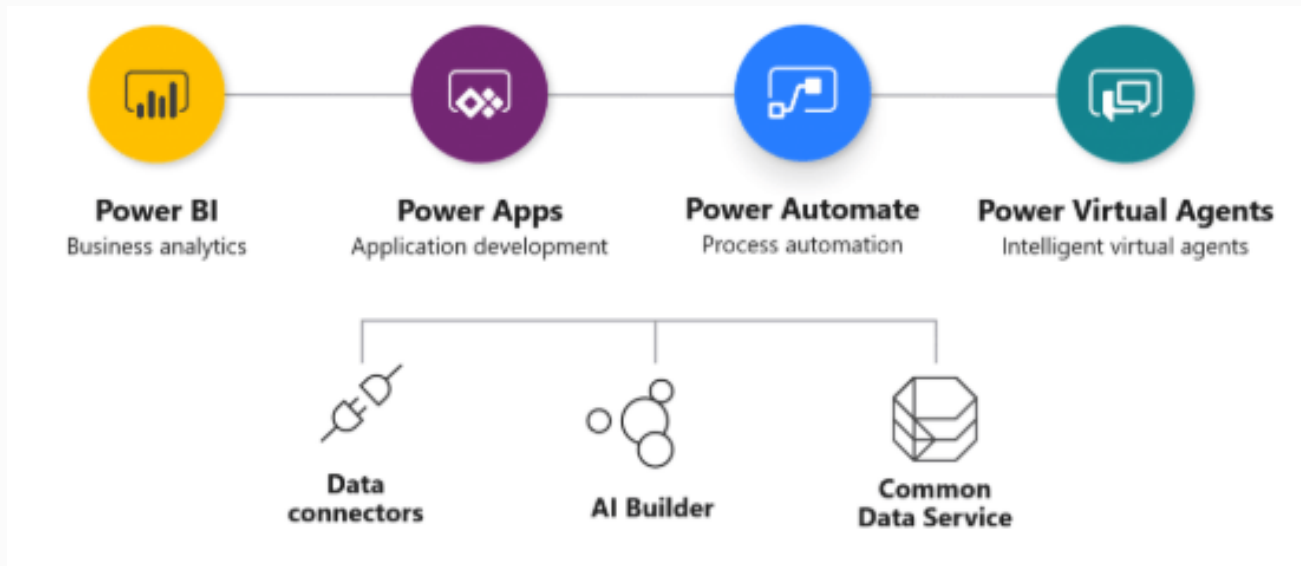 Power BI
Business analytics
Power Apps
Application development
Power Automate
Process automation
Power Virtual Agents
Intelligent virtual agents
Data
connectors
AI Builder
Common
Data Service